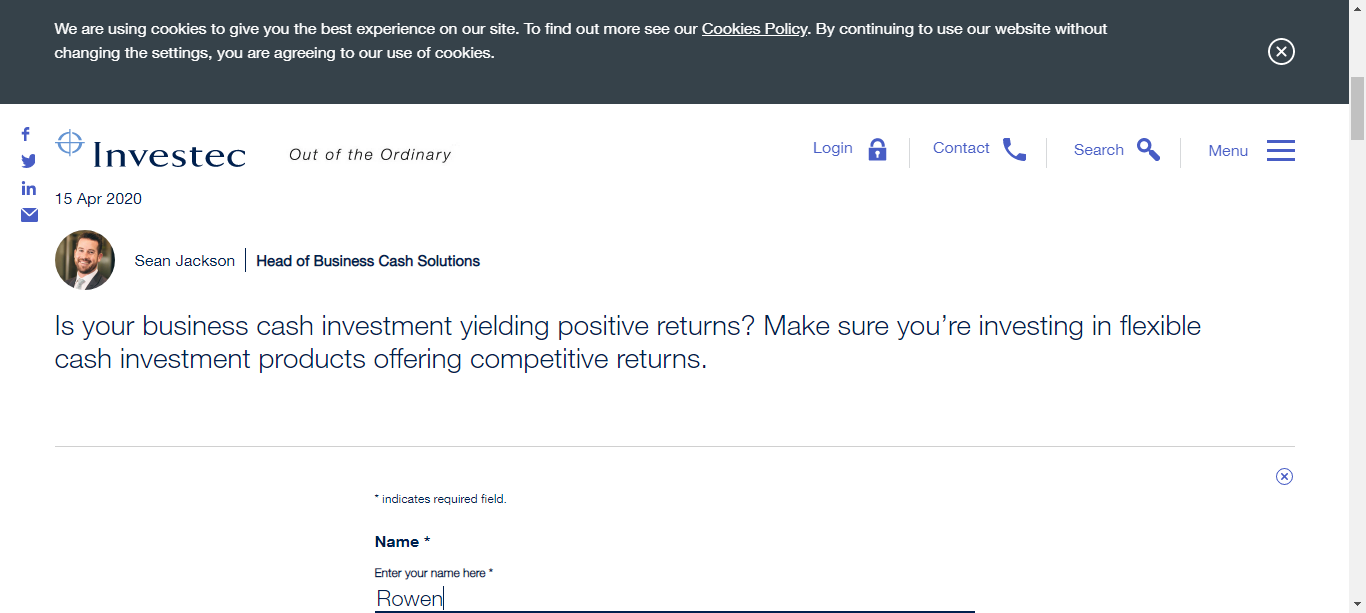 We are using cookies to give you the best experience on our site. To find out more see our Cookies Policy. By continuing to use our website without
changing the settings, you are agreeing to our use of cookies.
Investec
Out of the Ordinary
Login
Contact
Search
Menu
15 Apr 2020
Sean Jackson Head of Business Cash Solutions
Is your business cash investment yielding positive returns? Make sure you’re investing in flexible
cash investment products offering competitive returns.
* indicates required field.
Name *
Enter your name here *
Rowen